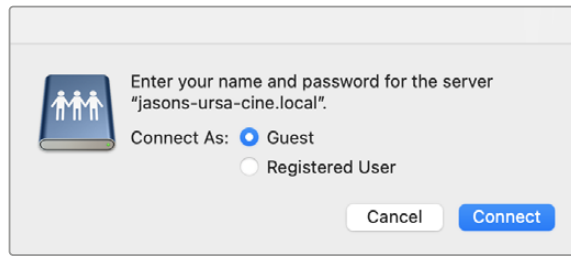 Enter your name and password for the server
“jasons-ursa-cine.local”.
Connect As: Guest
Registered User
Cancel Connect